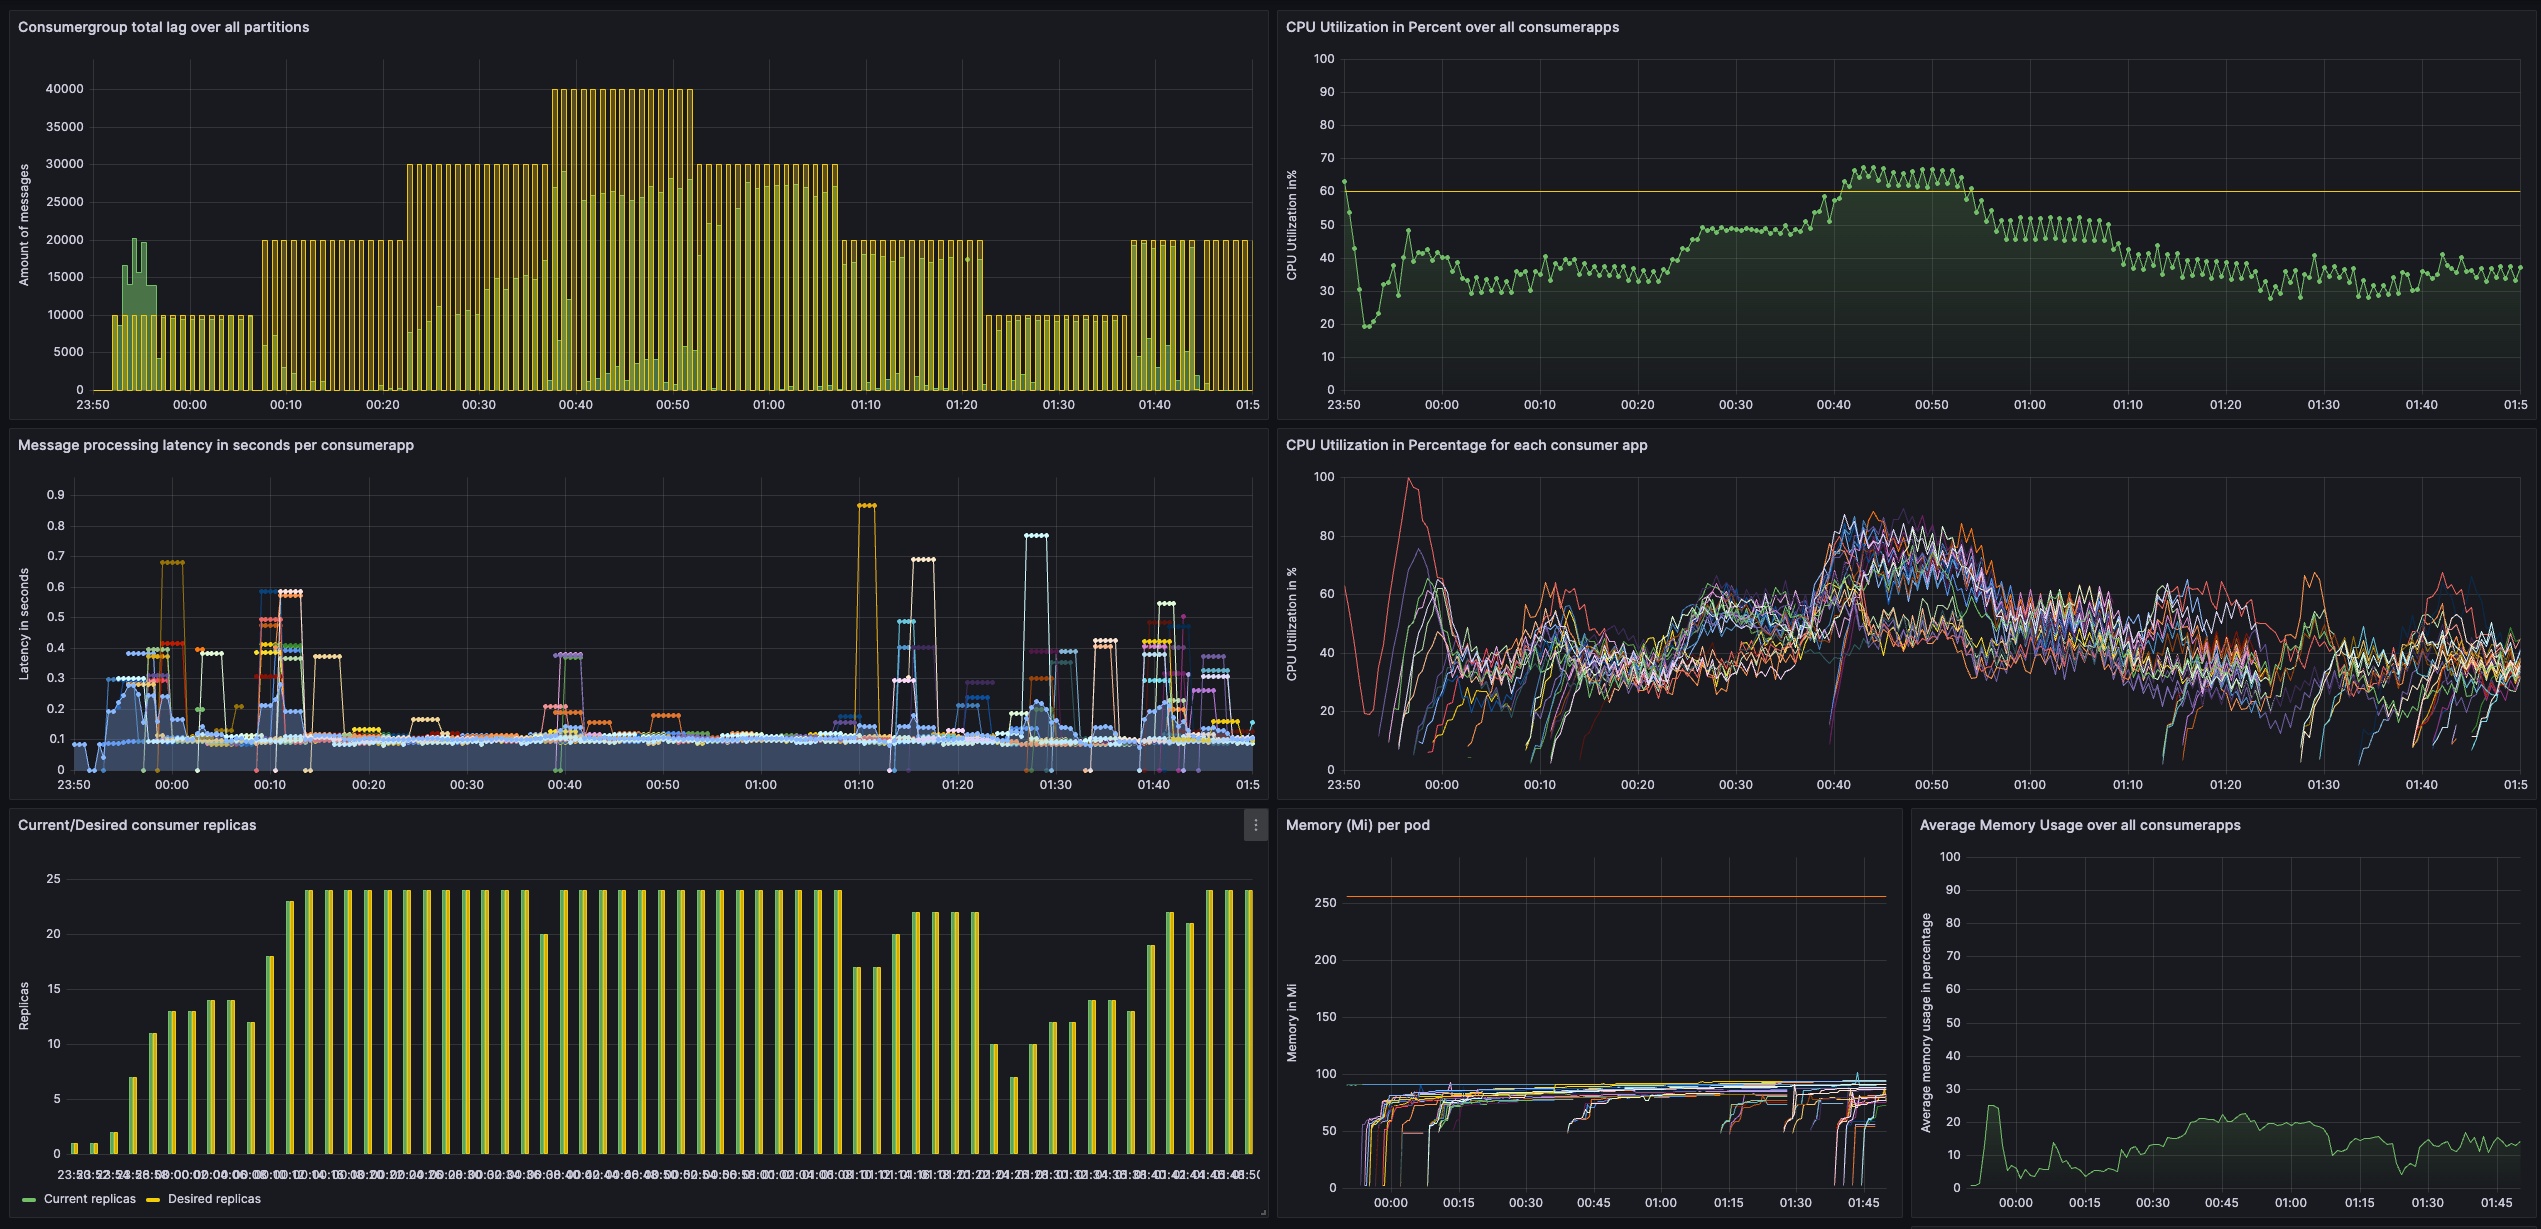 Consumergroup total lag over all partitions
Amount of messages
40000
35000
30000
25000
20000
15000
10000
5000
0
23:50 00:00 00:10 00:20 00:30 00:40 00:50 01:00 01:10 01:20 01:30 01:40 01:5
CPU Utilization in Percent over all consumerapps
CPU Utilization in%
100
90
80
70
60
50
40
30
20
10
0
23:50 00:00 00:10 00:20 00:30 00:40 00:50 01:00 01:10 01:20 01:30 01:40 01:5
Message processing latency in seconds per consumerapp
Latency in seconds
0.9
0.8
0.7
0.6
0.5
0.4
0.3
0.2
0.1
0
23:50 00:00 00:10 00:20 00:30 00:40 00:50 01:00 01:10 01:20 01:30 01:40 01:5
CPU Utilization in Percentage for each consumer app
CPU Utilization in %
100
80
60
40
20
0
23:50 00:00 00:10 00:20 00:30 00:40 00:50 01:00 01:10 01:20 01:30 01:40 01:5
Current/Desired consumer replicas
Replicas
25
20
15
10
5
0
Current replicas Desired replicas
Memory (Mi) per pod
Memory in Mi
250
200
150
100
50
0
00:00 00:15 00:30 00:45 01:00 01:15 01:30 01:45
Average Memory Usage over all consumerapps
Average memory usage in percentage
100
90
80
70
60
50
40
30
20
10
0
00:00 00:15 00:30 00:45 01:00 01:15 01:30 01:45